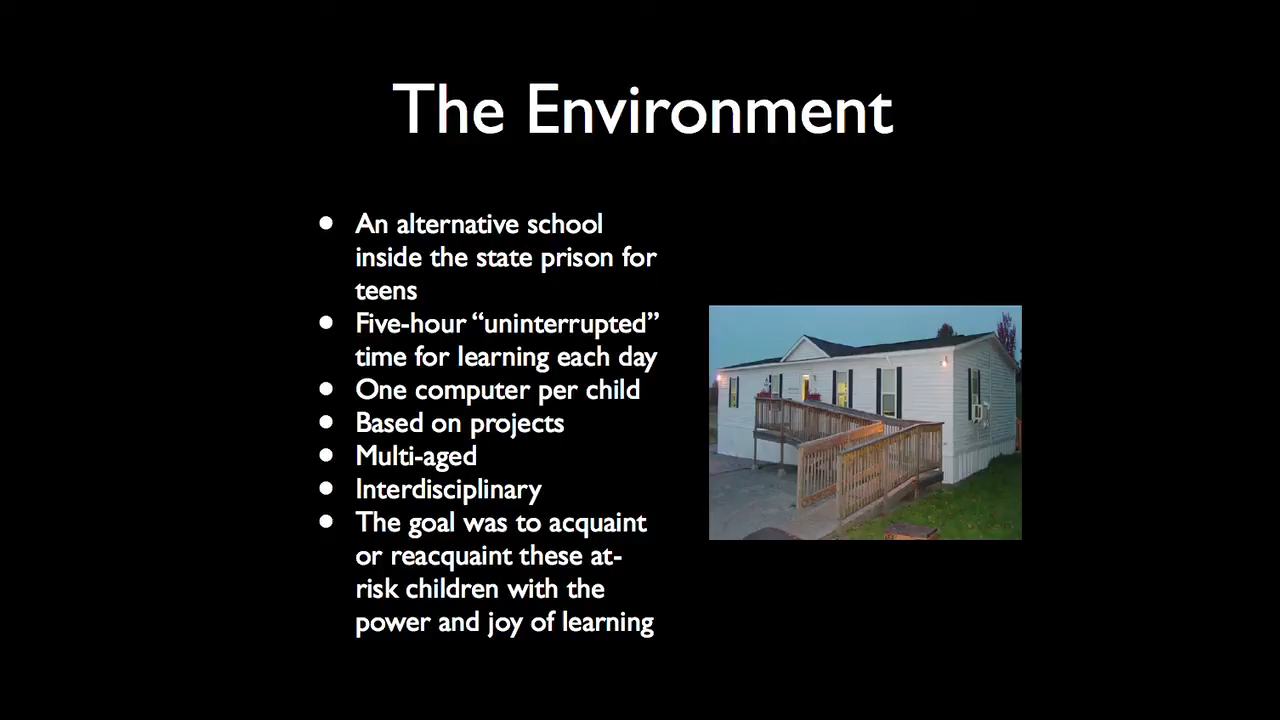 The Environment
• An alternative school
inside the state prison for
teens
• Five-hour “uninterrupted”
time for learning each day
• One computer per child
• Based on projects
• Multi-aged
• Interdisciplinary
• The goal was to acquaint
or reacquaint these at-
risk children with the
power and joy of learning